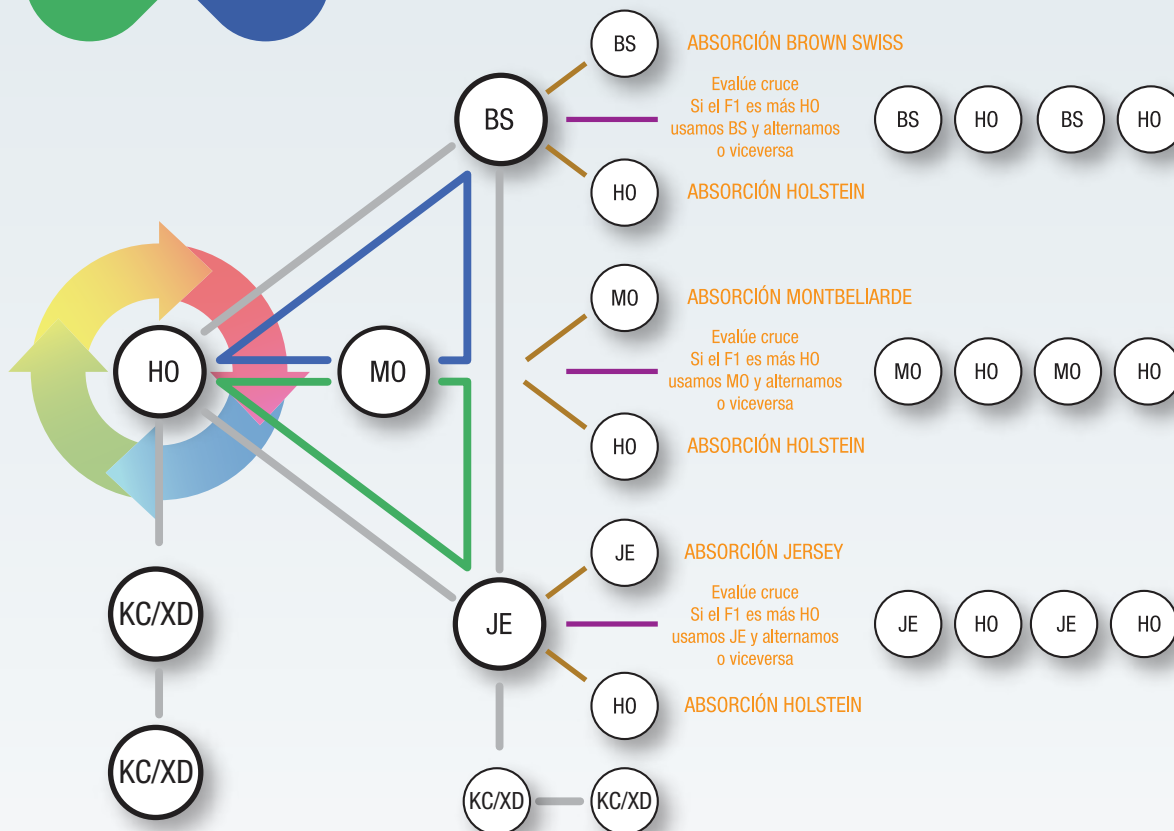 BS
ABSORCIÓN BROWN SWISS
BS
Evalúe cruce
Si el F1 es más HO
usamos BS y alternamos
o viceversa
BS HO BS HO
HO
ABSORCIÓN HOLSTEIN
MO
ABSORCIÓN MONTBELIARDE
HO
MO
Evalúe cruce
Si el F1 es más HO
usamos MO y alternamos
o viceversa
MO HO MO HO
HO
ABSORCIÓN HOLSTEIN
JE
ABSORCIÓN JERSEY
KC/XD
JE
Evalúe cruce
Si el F1 es más HO
usamos JE y alternamos
o viceversa
JE HO JE HO
HO
ABSORCIÓN HOLSTEIN
KC/XD
KC/XD
KC/XD